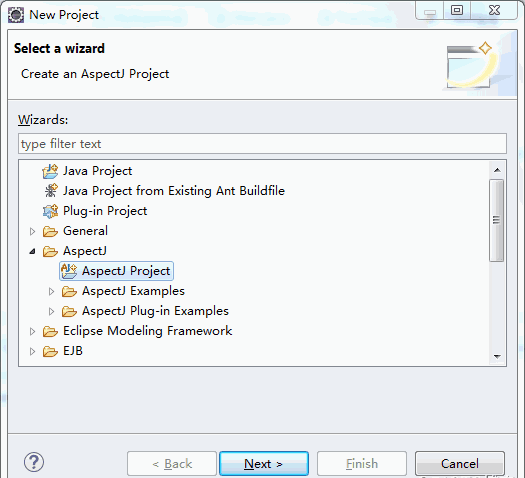 New Project
Select a wizard
Create an AspectJ Project
Wizards:
type filter text
Java Project
Java Project from Existing Ant Buildfile
Plug-in Project
General
AspectJ
AspectJ Project
AspectJ Examples
AspectJ Plug-in Examples
Eclipse Modeling Framework
EJB
?
< Back
Next >
Finish
Cancel